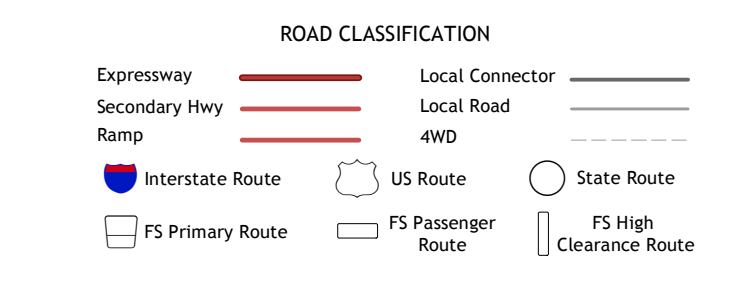 ROAD CLASSIFICATION
Expressway
Local Connector
Secondary Hwy
Local Road
Ramp
4WD
Interstate Route
US Route
State Route
FS Primary Route
FS Passenger
Route
FS High
Clearance Route